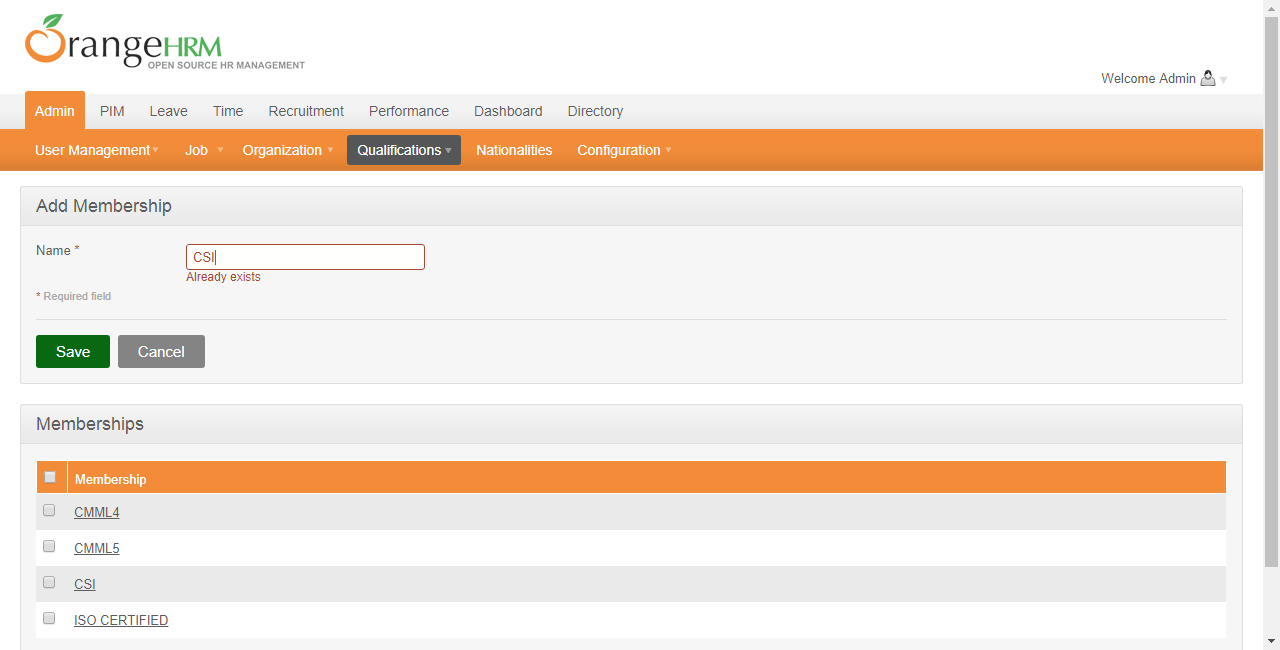 OrangeHRM
OPEN SOURCE HR MANAGEMENT
Welcome Admin
Admin PIM Leave Time Recruitment Performance Dashboard Directory
User Management Job Organization Qualifications Nationalities Configuration
Add Membership
Name * CSI
Already exists
* Required field
Save Cancel
Memberships
Membership
CMML4
CMML5
CSI
ISO CERTIFIED